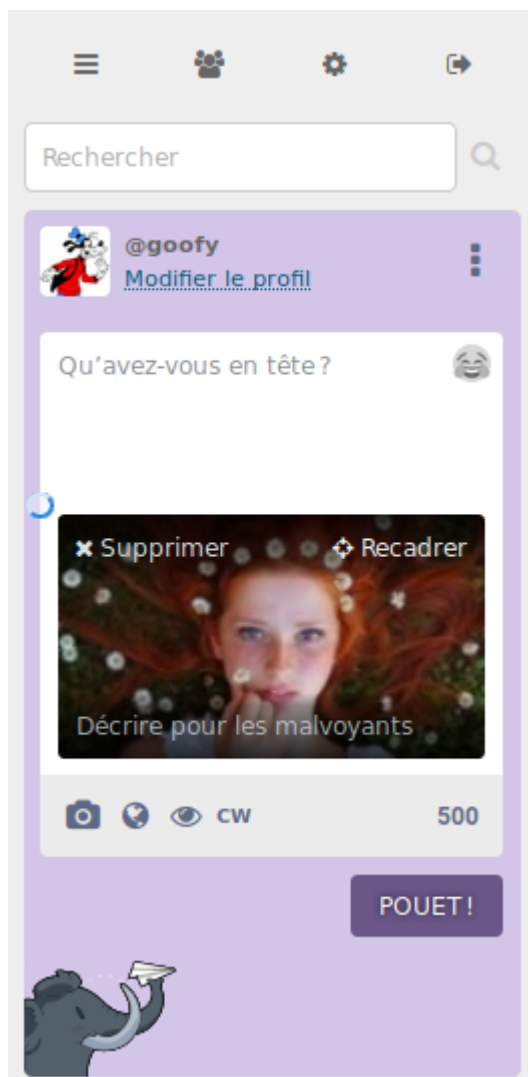 Rechercher
@goofy
Modifier le profil
Qu’avez-vous en tête ?
Supprimer
Recadrer
Décrire pour les malvoyants
CW
500
POUET !